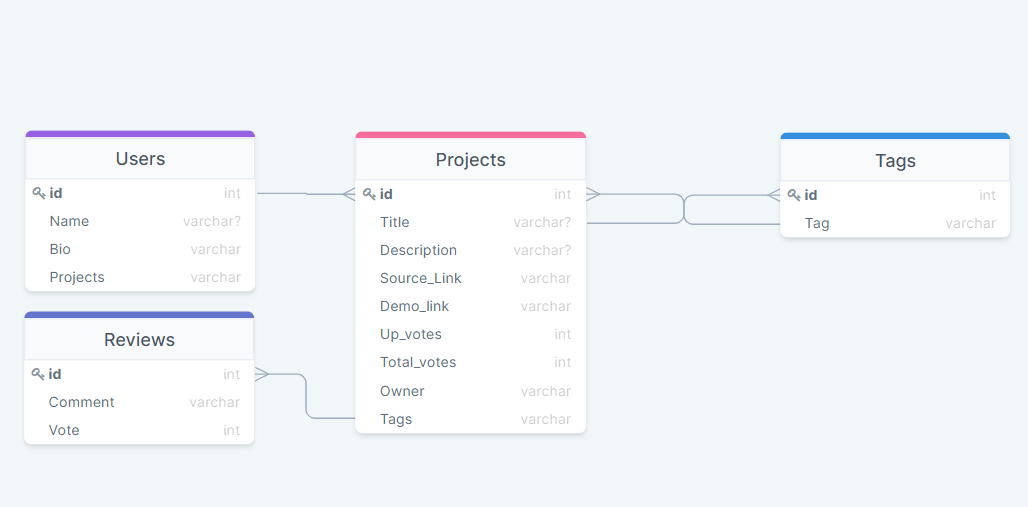 Users
id int
Name varchar?
Bio varchar
Projects varchar
Reviews
id int
Comment varchar
Vote int
Projects
id int
Title varchar?
Description varchar?
Source_Link varchar
Demo_link varchar
Up_votes int
Total_votes int
Owner varchar
Tags varchar
Tags
id int
Tag varchar